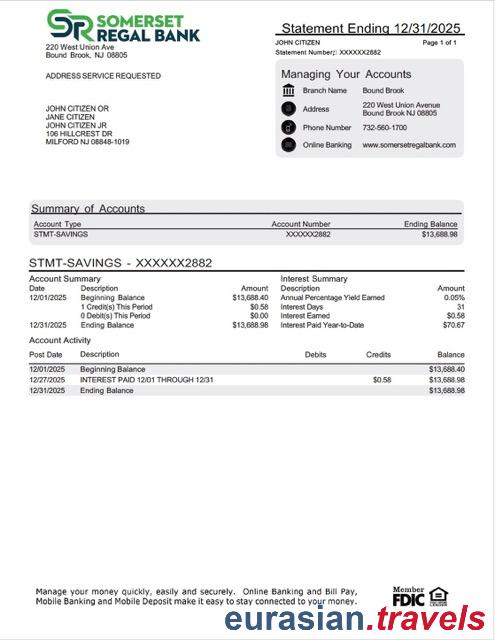 SOMERSET
REGAL BANK
220 West Union Ave
Bound Brook, NJ 08805
ADDRESS SERVICE REQUESTED
JOHN CITIZEN OR
JANE CITIZEN
JOHN CITIZEN JR
106 HILLCREST DR
MILFORD NJ 08848-1019
Statement Ending 12/31/2025
JOHN CITIZEN Page 1 of 1
Statement Number: XXXXXX2882
Managing Your Accounts
Branch Name Bound Brook
Address 220 West Union Avenue
Bound Brook NJ 08805
Phone Number 732-560-1700
Online Banking www.somersetregalbank.com
Summary of Accounts
Account Type Account Number Ending Balance
STMT-SAVINGS XXXXXX2882 $13,688.98
STMT-SAVINGS - XXXXXX2882
Account Summary
Date Description Amount
12/01/2025 Beginning Balance $13,688.40
1 Credit(s) This Period $0.58
0 Debit(s) This Period $0.00
12/31/2025 Ending Balance $13,688.98
Interest Summary
Description Amount
Annual Percentage Yield Earned 0.05%
Interest Days 31
Interest Earned $0.58
Interest Paid Year-to-Date $70.67
Account Activity
Post Date Description Debits Credits Balance
12/01/2025 Beginning Balance $13,688.40
12/27/2025 INTEREST PAID 12/01 THROUGH 12/31 $0.58 $13,688.98
12/31/2025 Ending Balance $13,688.98
Manage your money quickly, easily and securely. Online Banking and Bill Pay,
Mobile Banking and Mobile Deposit make it easy to stay connected to your money.
Member
FDIC
eurasian.travels